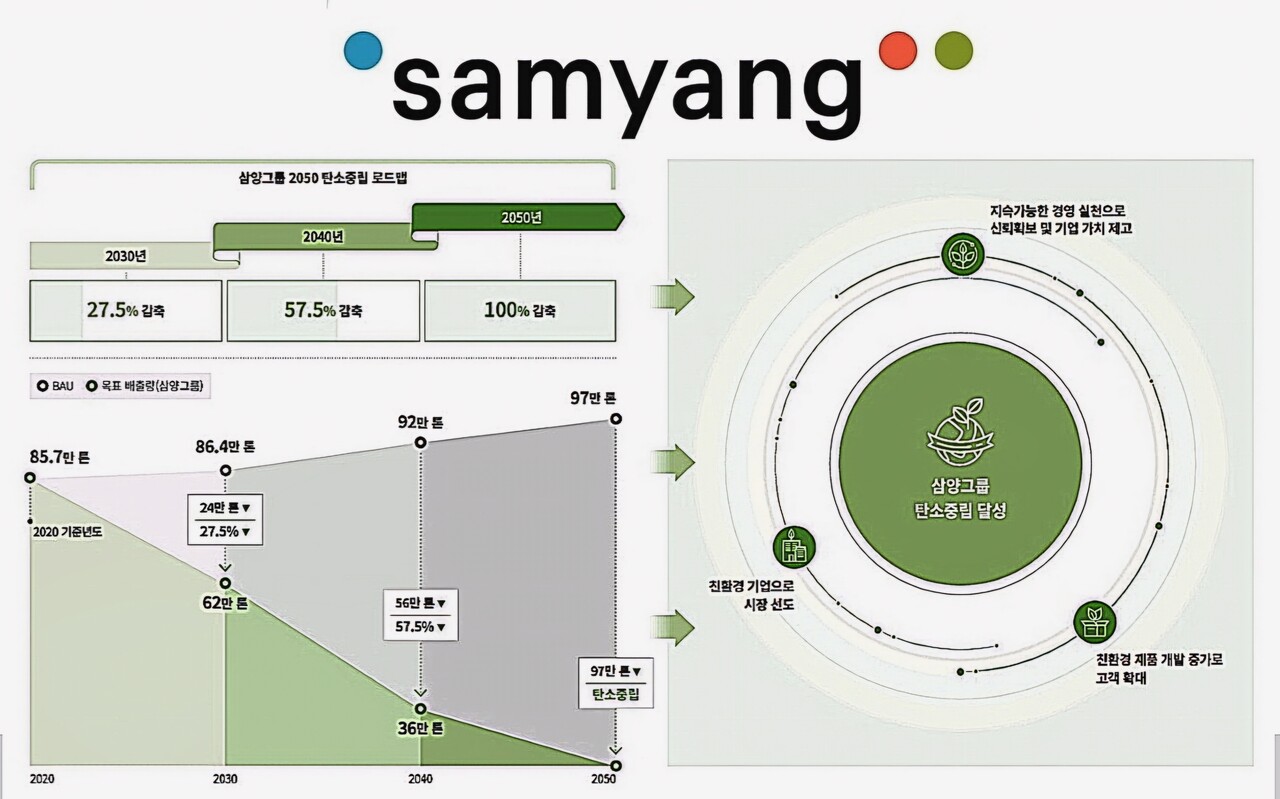 samyang
삼양그룹 2050 탄소중립 로드맵
2030년
2040년
2050년
27.5% 감축
57.5% 감축
100% 감축
BAU
목표 배출량(삼양그룹)
85.7만 톤
86.4만 톤
92만 톤
97만 톤
2020 기준년도
24만 톤▼
27.5%▼
62만 톤
56만 톤▼
57.5%▼
36만 톤
97만 톤▼
탄소중립
2020
2030
2040
2050
지속가능한 경영 실천으로
신뢰확보 및 기업 가치 제고
삼양그룹
탄소중립 달성
친환경 기업으로
시장 선도
친환경 제품 개발 증가로
고객 확대